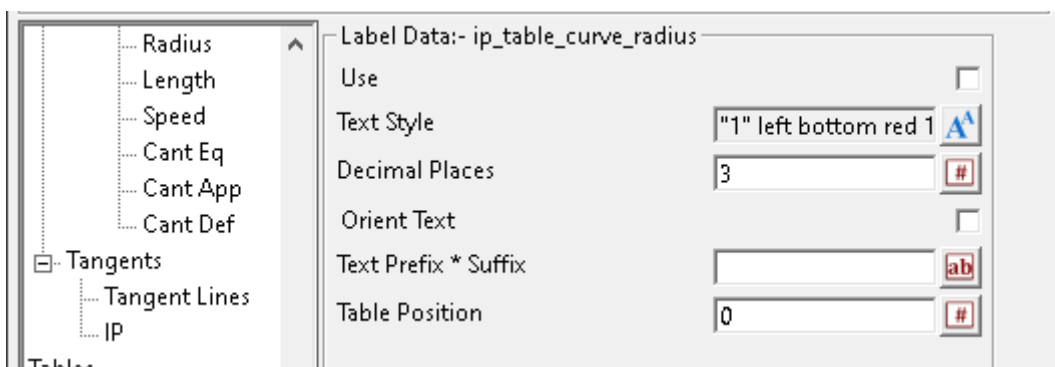 Radius
Length
Speed
Cant Eq
Cant App
Cant Def
Tangents
Tangent Lines
IP
Tables
Label Data:- ip_table_curve_radius
Use
Text Style "1" left bottom red 1
Decimal Places 3 #
Orient Text
Text Prefix * Suffix ab
Table Position 0 #